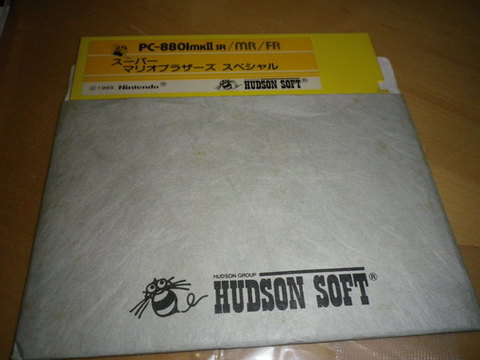 PC-8801mkII SR/MR/FR
スーパー
マリオブラザーズ スペシャル
©1985 Nintendo® HUDSON SOFT®
HUDSON GROUP
HUDSON SOFT®